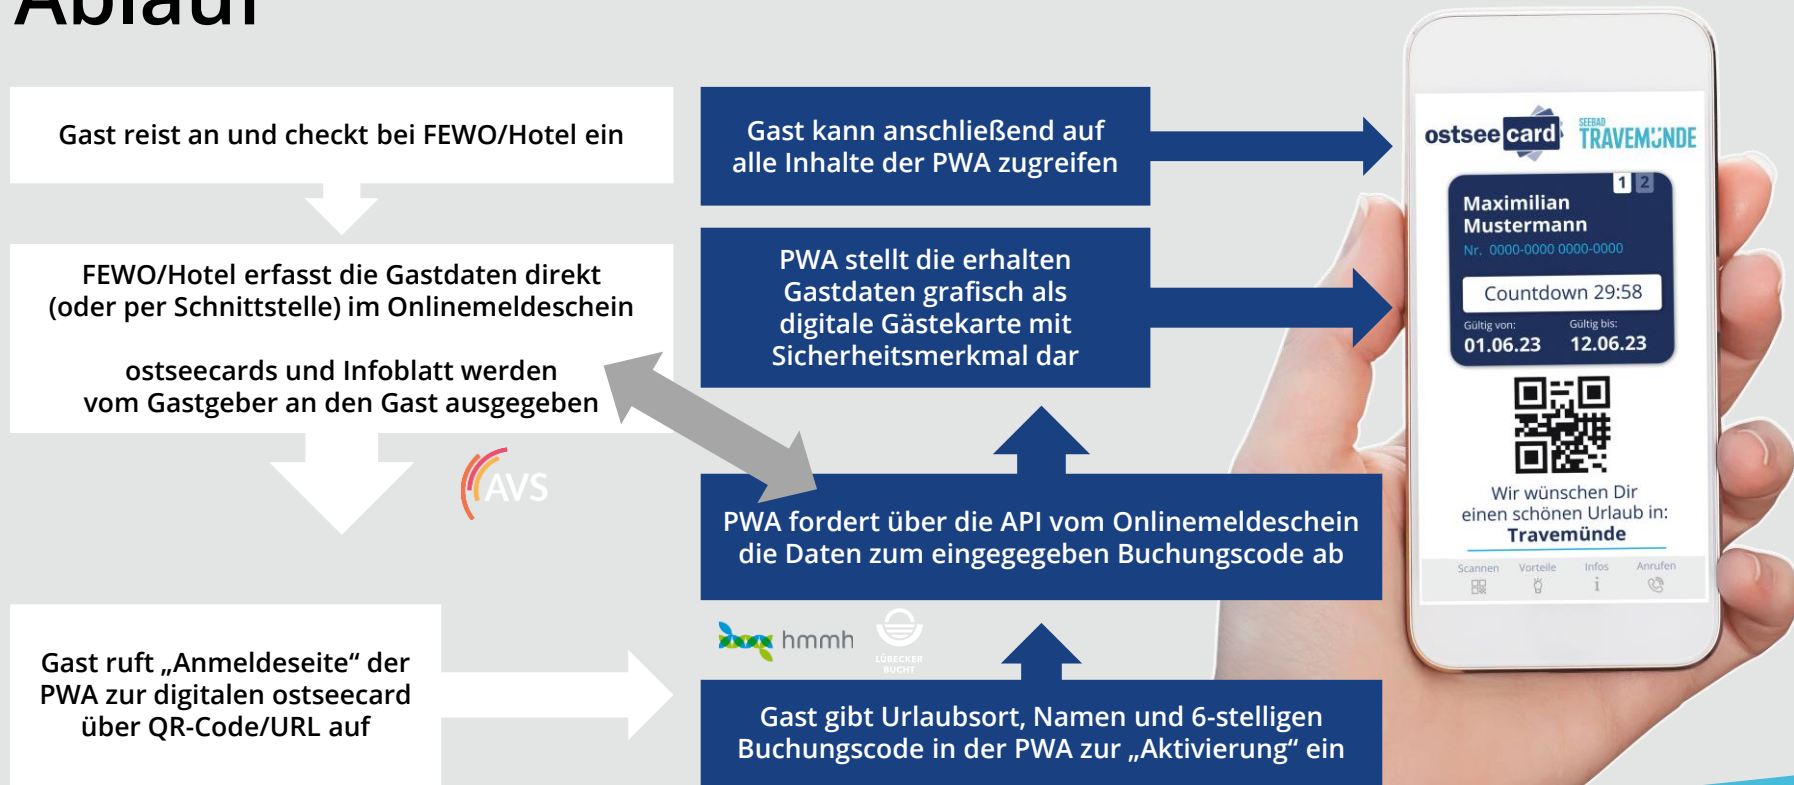 Ablauf
Gast reist an und checkt bei FEWO/Hotel ein
FEWO/Hotel erfasst die Gastdaten direkt
(oder per Schnittstelle) im Onlinemeldeschein
ostseecards und Infoblatt werden
vom Gastgeber an den Gast ausgegeben
AVS
Gast ruft „Anmeldeseite“ der
PWA zur digitalen ostseecard
über QR-Code/URL auf
Gast gibt Urlaubsort, Namen und 6-stelligen
Buchungscode in der PWA zur „Aktivierung“ ein
hmmh
LÜBECKER
BUCHT
PWA fordert über die API vom Onlinemeldeschein
die Daten zum eingegegeben Buchungscode ab
PWA stellt die erhalten
Gastdaten grafisch als
digitale Gästekarte mit
Sicherheitsmerkmal dar
Gast kann anschließend auf
alle Inhalte der PWA zugreifen
ostseecard
SEEBAD
TRAVEMÜNDE
1 2
Maximilian
Mustermann
Nr. 0000-0000 0000-0000
Countdown 29:58
Gültig von: Gültig bis:
01.06.23 12.06.23
Wir wünschen Dir
einen schönen Urlaub in:
Travemünde
Scannen Vorteile Infos Anrufen